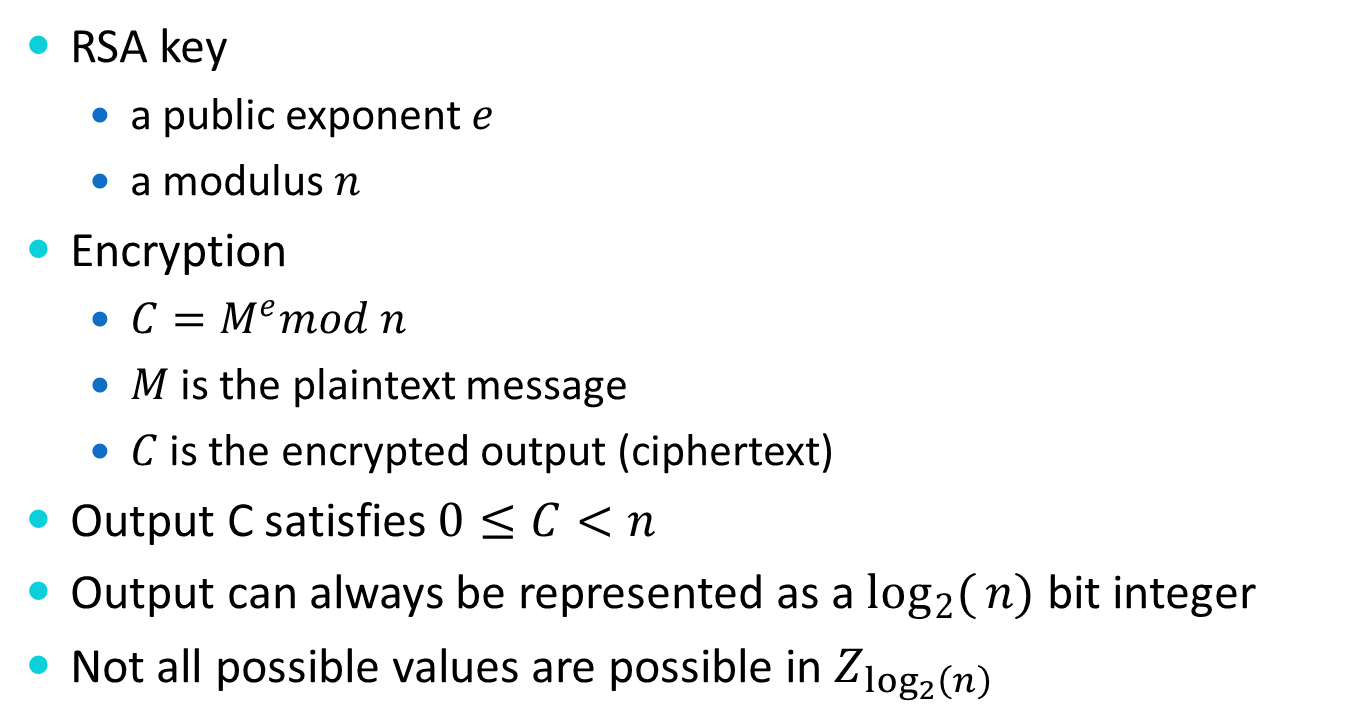 • RSA key
• a public exponent e
• a modulus n
• Encryption
• C = Mᵉmod n
• M is the plaintext message
• C is the encrypted output (ciphertext)
• Output C satisfies 0 ≤ C < n
• Output can always be represented as a log₂( n) bit integer
• Not all possible values are possible in Z_log₂(n)